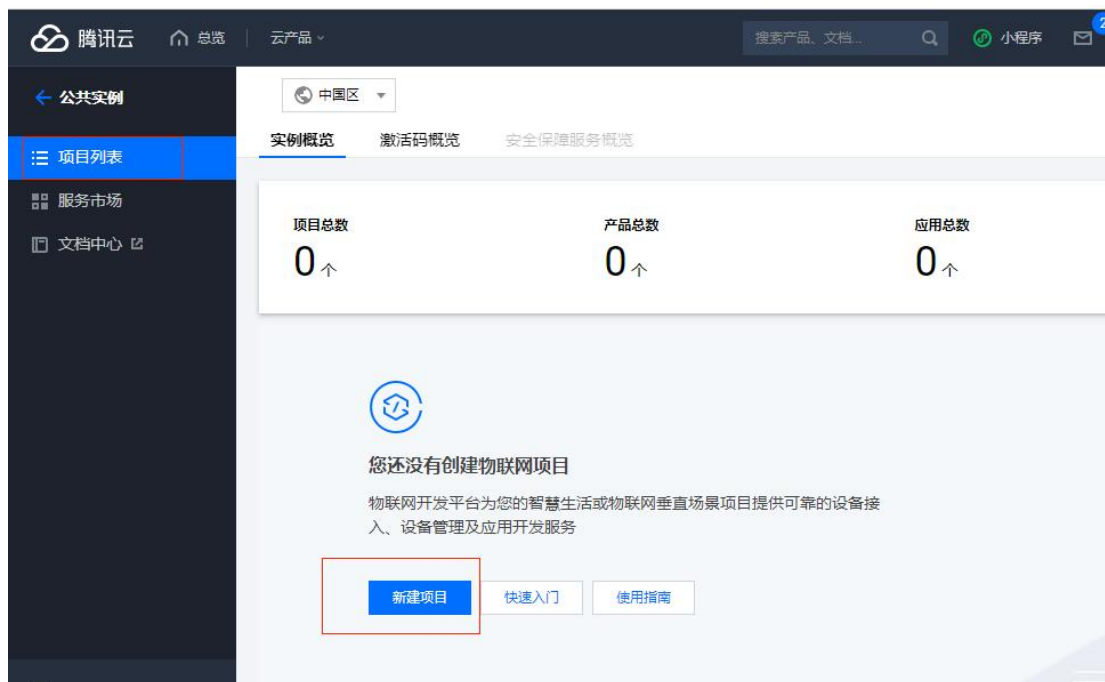 腾讯云 总览 云产品 搜索产品、文档... 小程序 2
公共实例 中国区
实例概览 激活码概览 安全保障服务概览
项目列表
服务市场
文档中心
项目总数 产品总数 应用总数
0个 0个 0个
您还没有创建物联网项目
物联网开发平台为您的智慧生活或物联网垂直场景项目提供可靠的设备接
入、设备管理及应用开发服务
新建项目 快速入门 使用指南